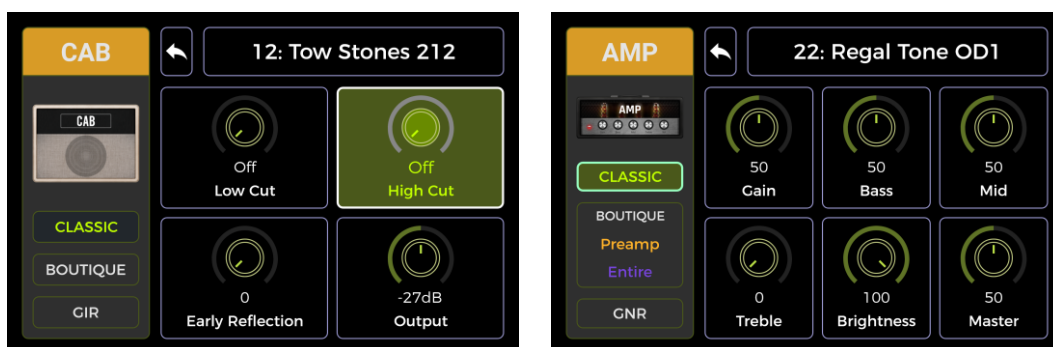 CAB
12: Tow Stones 212
CAB
CLASSIC
BOUTIQUE
GIR
Off
Low Cut
Off
High Cut
0
Early Reflection
-27dB
Output
AMP
22: Regal Tone OD1
AMP
CLASSIC
BOUTIQUE
Preamp
Entire
GNR
50
Gain
50
Bass
50
Mid
0
Treble
100
Brightness
50
Master